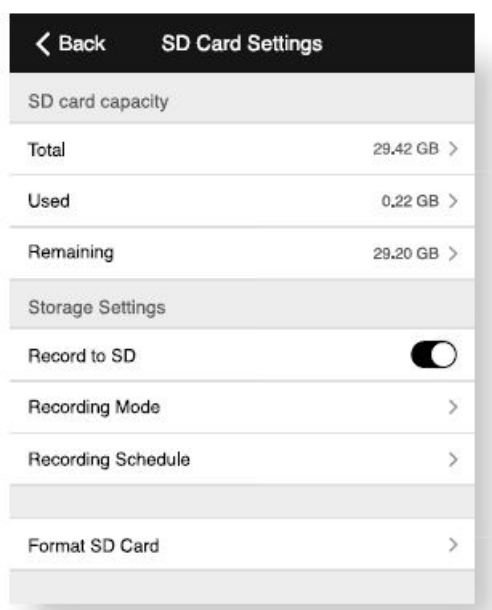 Back SD Card Settings
SD card capacity
Total 29.42 GB
Used 0.22 GB
Remaining 29.20 GB
Storage Settings
Record to SD
Recording Mode
Recording Schedule
Format SD Card